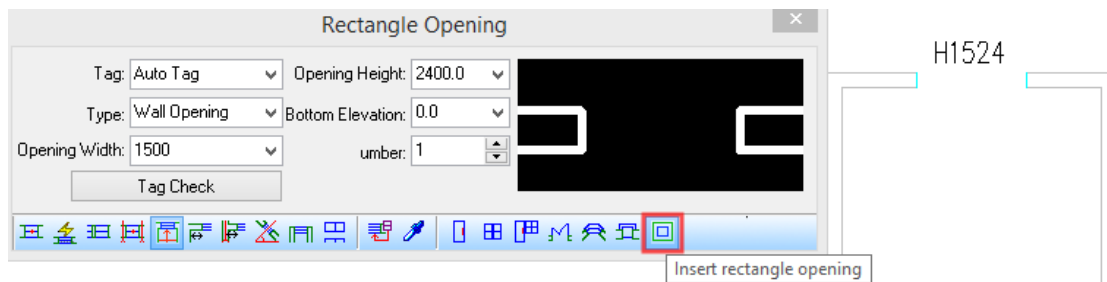 Rectangle Opening
×
H1524
Tag: Auto Tag Opening Height: 2400.0
Type: Wall Opening Bottom Elevation: 0.0
Opening Width: 1500 umber: 1
Tag Check
Insert rectangle opening